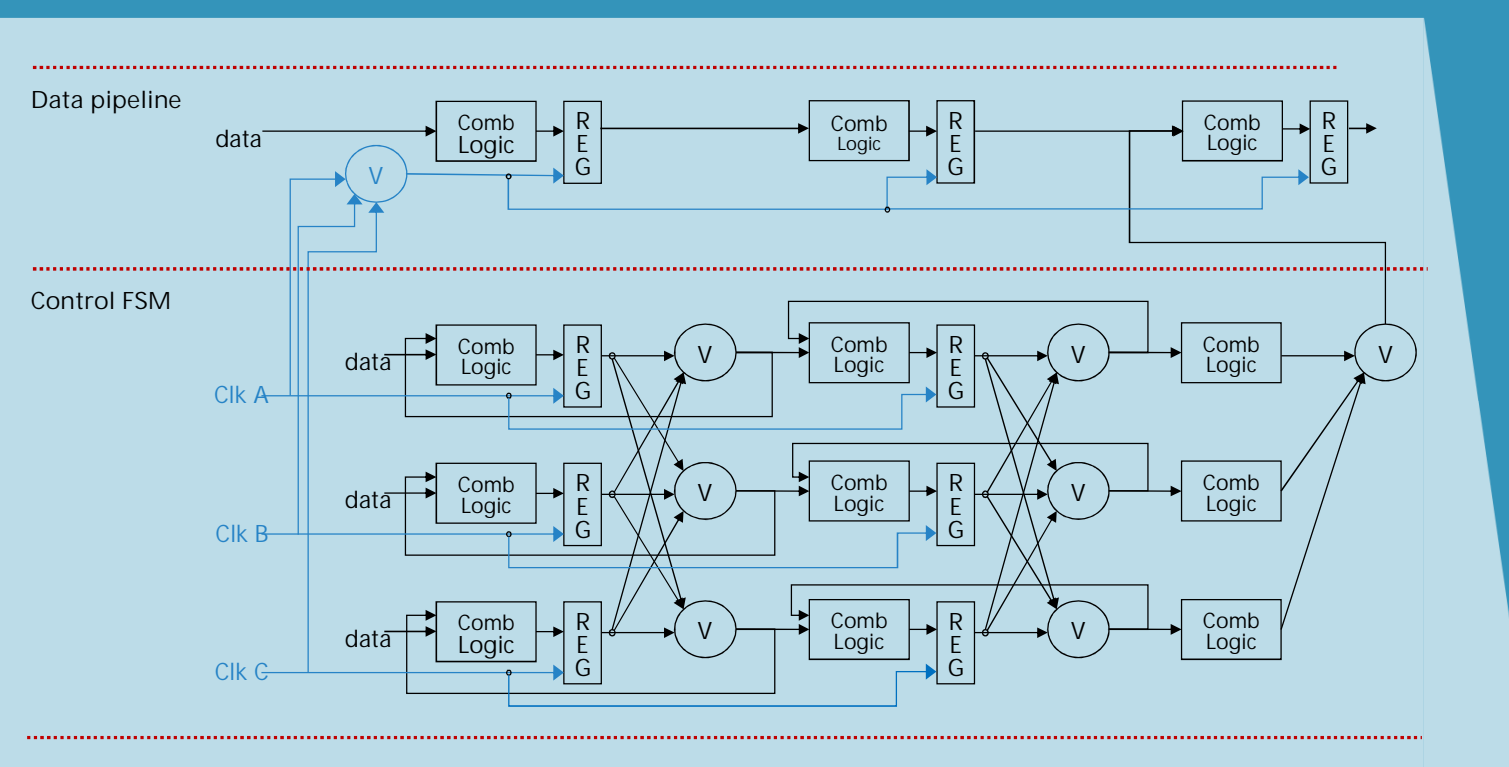 Data pipeline
data
Comb
Logic
R
E
G
Comb
Logic
R
E
G
Comb
Logic
R
E
G
V
Control FSM
data
Comb
Logic
R
E
G
V
Comb
Logic
R
E
G
V
Comb
Logic
V
Clk A
data
Comb
Logic
R
E
G
V
Comb
Logic
R
E
G
V
Comb
Logic
Clk B
data
Comb
Logic
R
E
G
V
Comb
Logic
R
E
G
V
Comb
Logic
Clk C